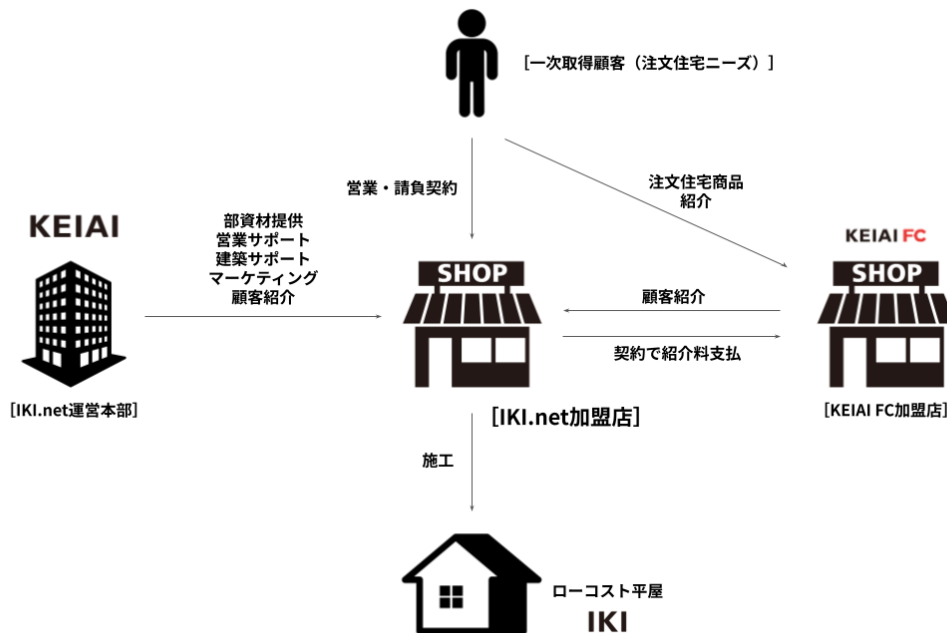 [一次取得顧客（注文住宅ニーズ）]
営業・請負契約
注文住宅商品
紹介
KEIAI
部資材提供
営業サポート
建築サポート
マーケティング
顧客紹介
KEIAI FC
SHOP
SHOP
顧客紹介
契約で紹介料支払
[IKI.net運営本部]
[IKI.net加盟店]
[KEIAI FC加盟店]
施工
ローコスト平屋
IKI